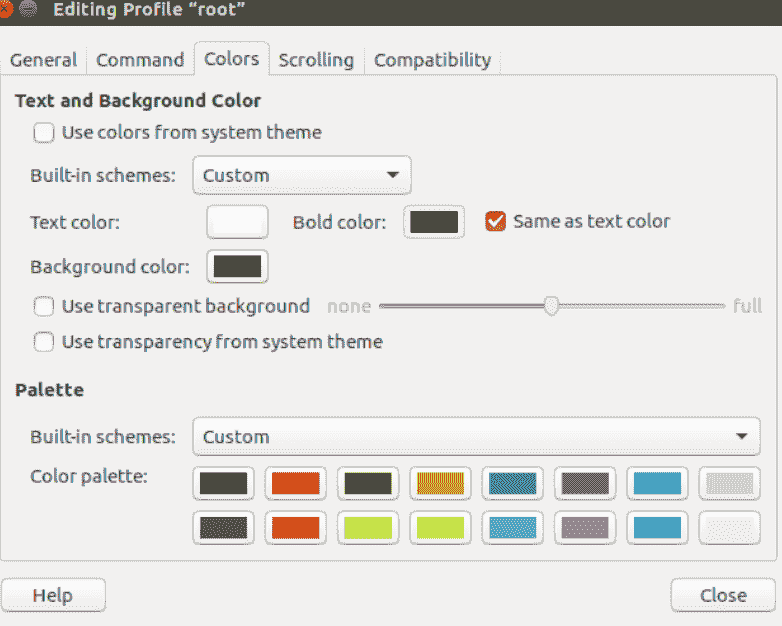 Editing Profile “root”
General Command Colors Scrolling Compatibility
Text and Background Color
Use colors from system theme
Built-in schemes: Custom
Text color: Bold color: Same as text color
Background color:
Use transparent background none full
Use transparency from system theme
Palette
Built-in schemes: Custom
Color palette:
Help Close